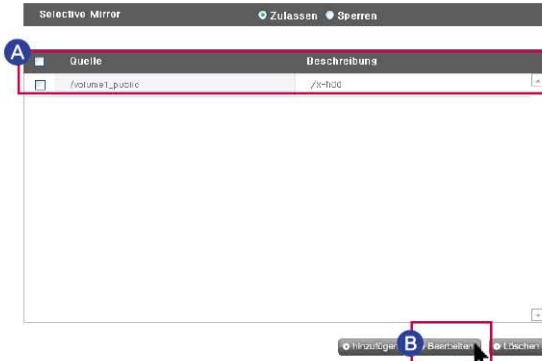 Selective Mirror Zulassen Sperren
A
Quelle Beschreibung
/volume1_public /x-hdd
hinzufügen B Bearbeiten Löschen